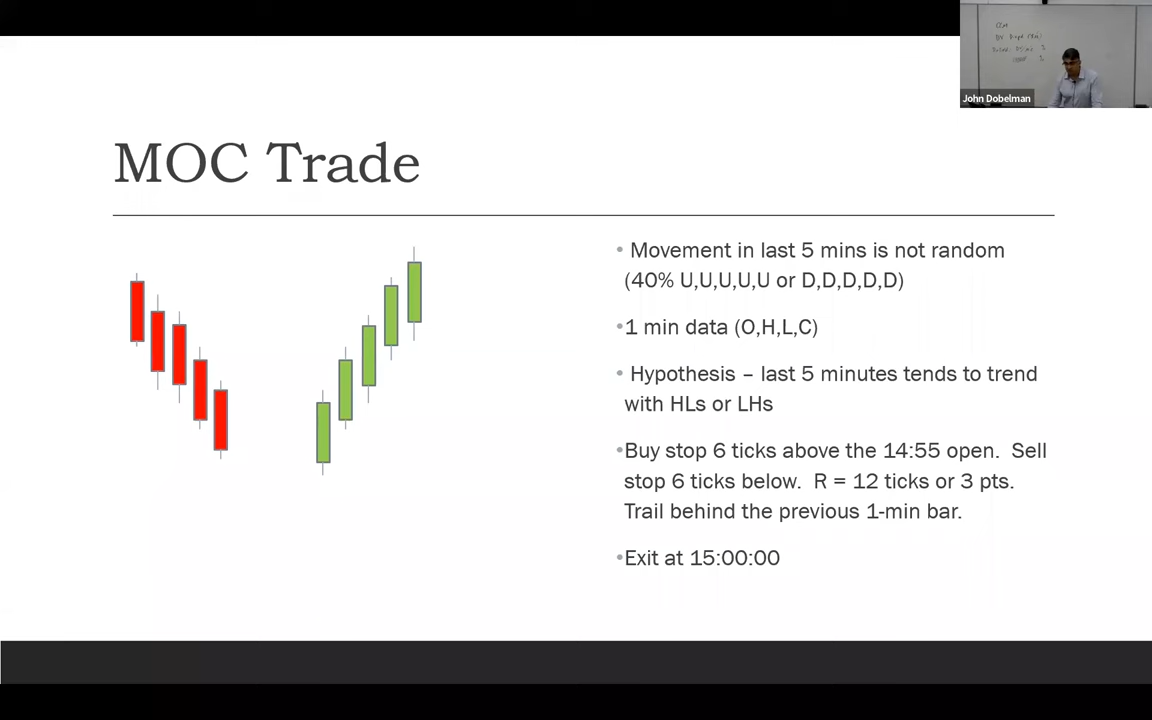 MOC Trade
• Movement in last 5 mins is not random
(40% U,U,U,U,U or D,D,D,D,D)
•1 min data (O,H,L,C)
• Hypothesis – last 5 minutes tends to trend
with HLs or LHs
•Buy stop 6 ticks above the 14:55 open. Sell
stop 6 ticks below. R = 12 ticks or 3 pts.
Trail behind the previous 1-min bar.
•Exit at 15:00:00
John Dobelman